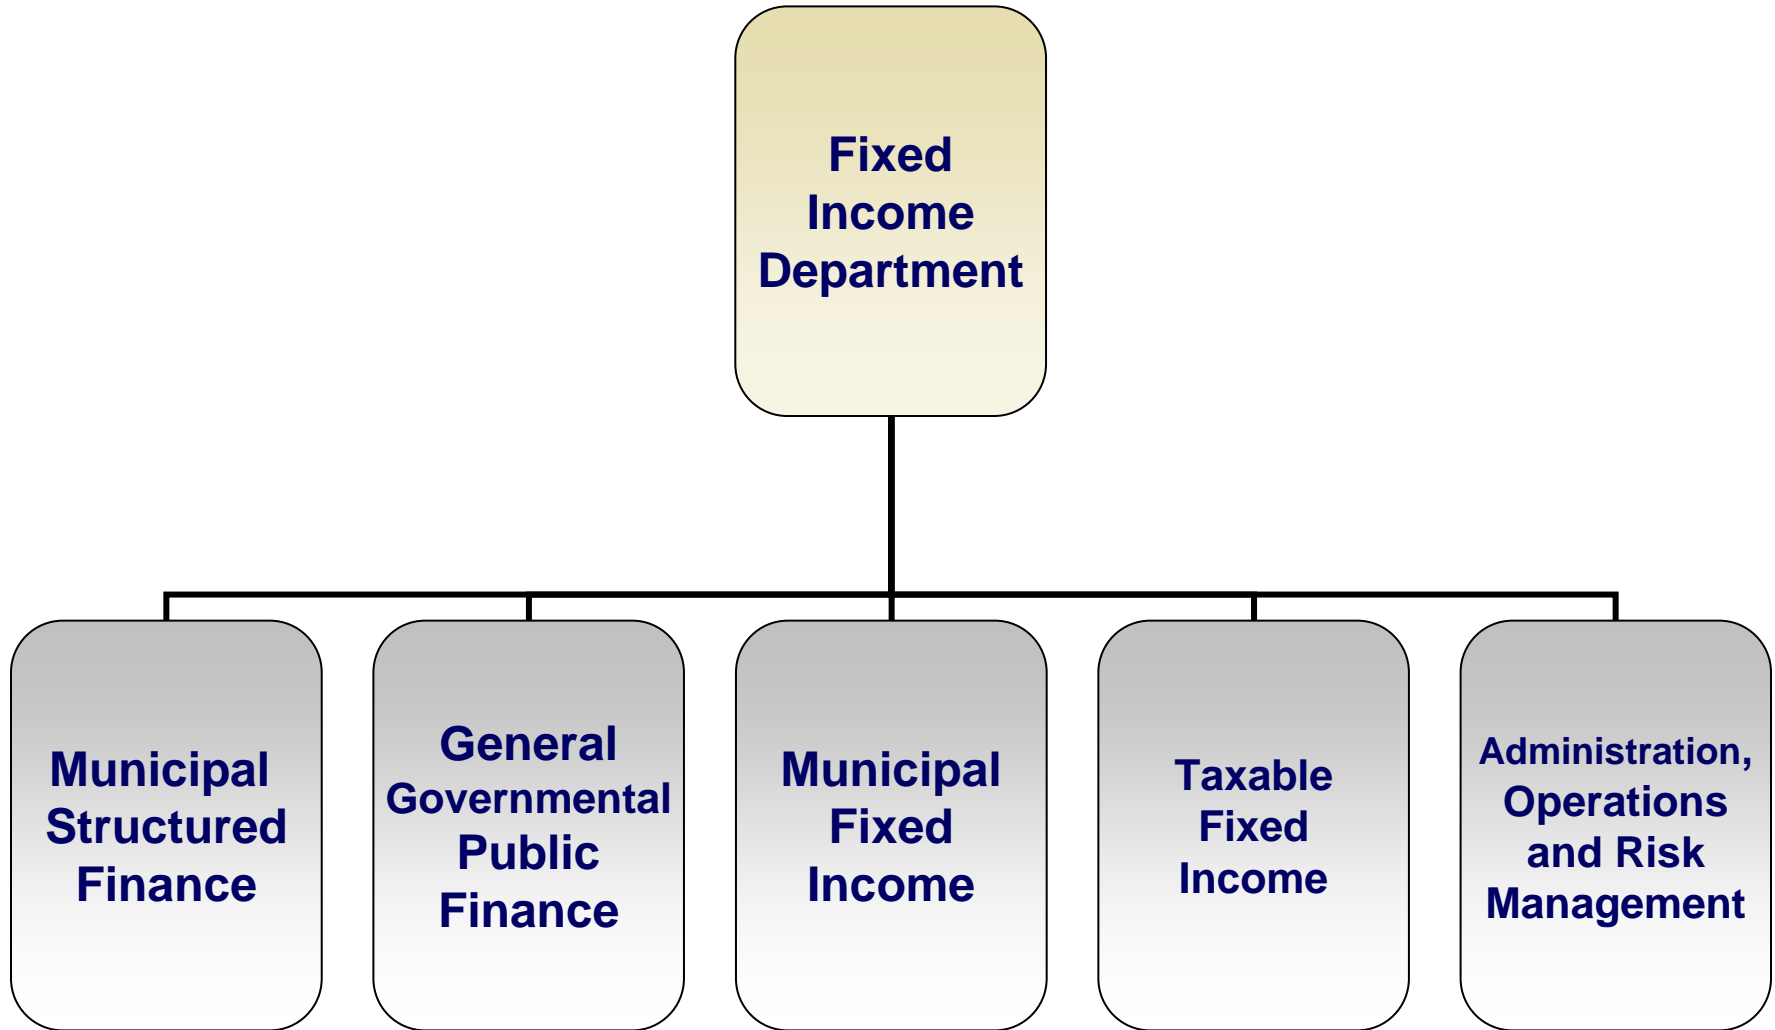 Fixed
Income
Department
Municipal
Structured
Finance
General
Governmental
Public
Finance
Municipal
Fixed
Income
Taxable
Fixed
Income
Administration,
Operations
and Risk
Management